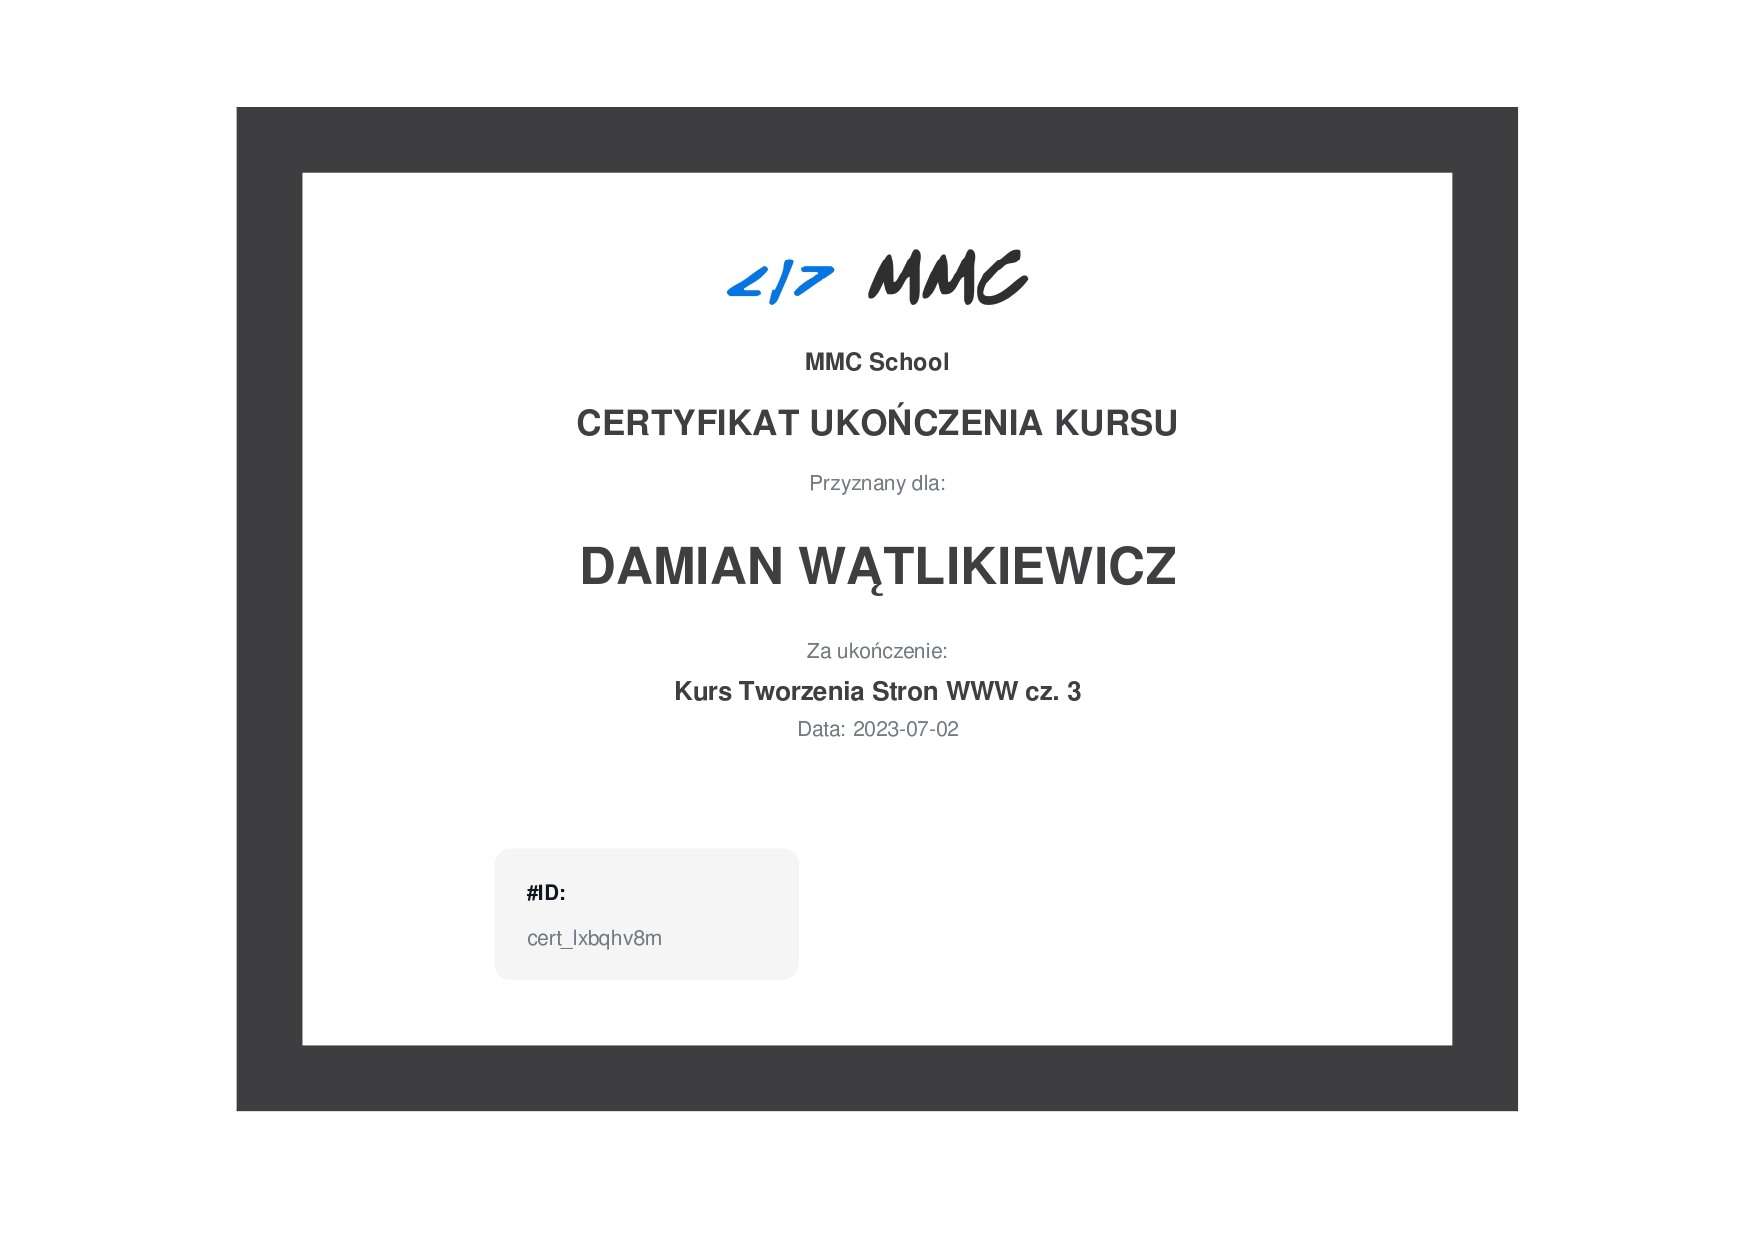 </> MMC
MMC School
CERTYFIKAT UKOŃCZENIA KURSU
Przyznany dla:
DAMIAN WĄTLIKIEWICZ
Za ukończenie:
Kurs Tworzenia Stron WWW cz. 3
Data: 2023-07-02
#ID:
cert_lxbqhv8m